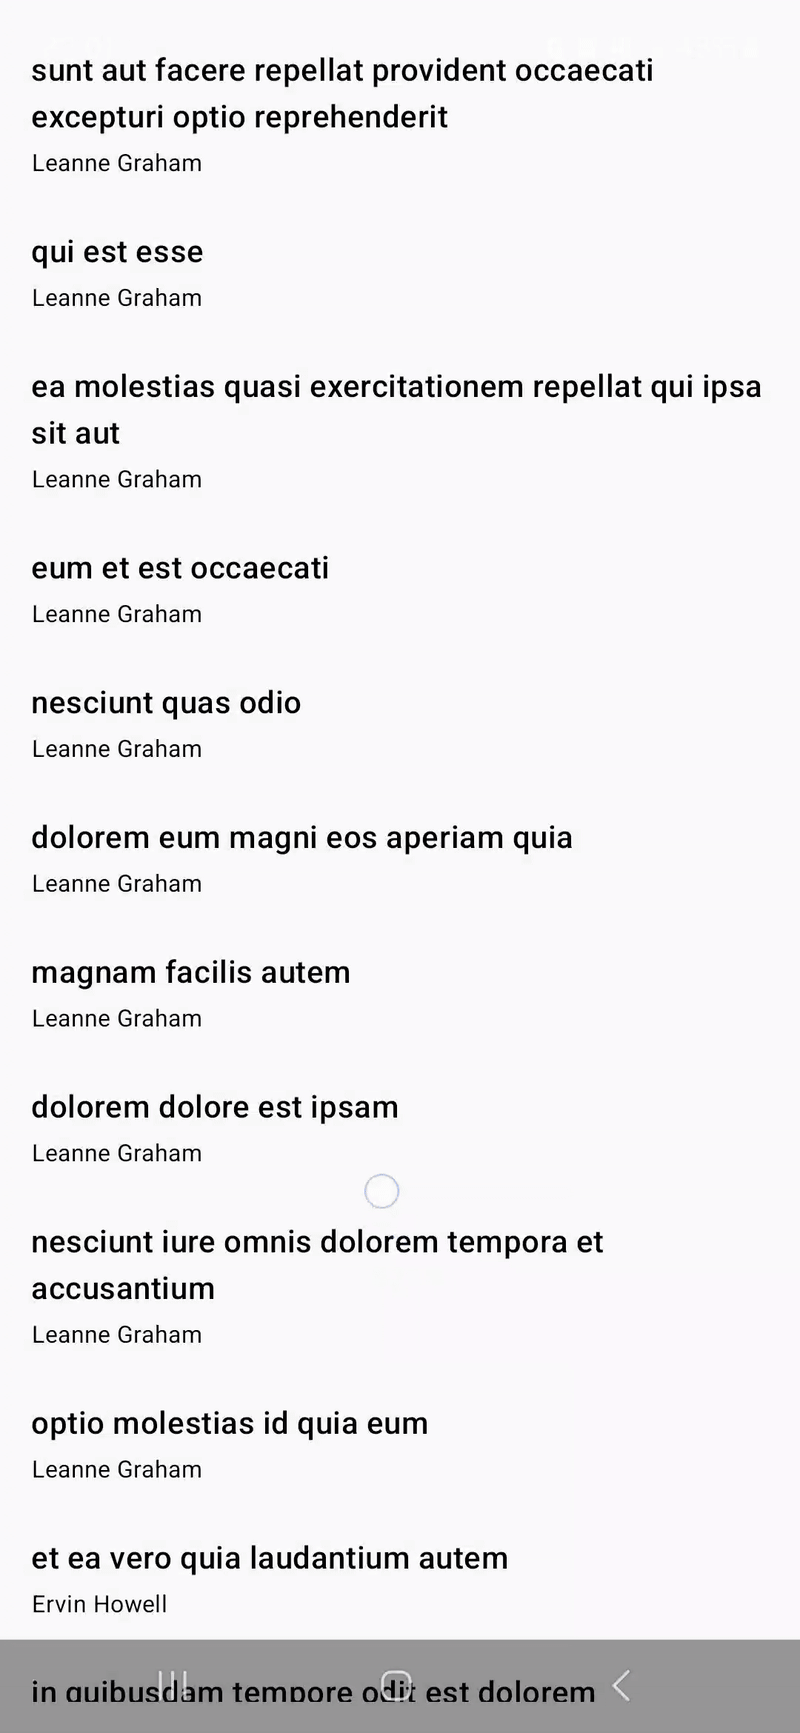 sunt aut facere repellat provident occaecati
excepturi optio reprehenderit
Leanne Graham
qui est esse
Leanne Graham
ea molestias quasi exercitationem repellat qui ipsa
sit aut
Leanne Graham
eum et est occaecati
Leanne Graham
nesciunt quas odio
Leanne Graham
dolorem eum magni eos aperiam quia
Leanne Graham
magnam facilis autem
Leanne Graham
dolorem dolore est ipsam
Leanne Graham
nesciunt iure omnis dolorem tempora et
accusantium
Leanne Graham
optio molestias id quia eum
Leanne Graham
et ea vero quia laudantium autem
Ervin Howell
in quibusdam tempore odit est dolorem